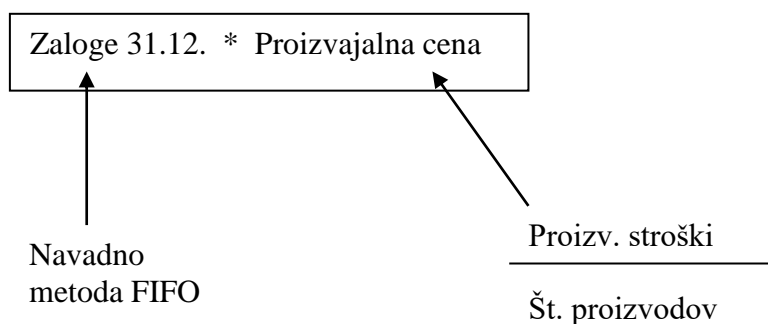 Zaloge 31.12. * Proizvajalna cena
Navadno
metoda FIFO
Proizv. stroški
Št. proizvodov